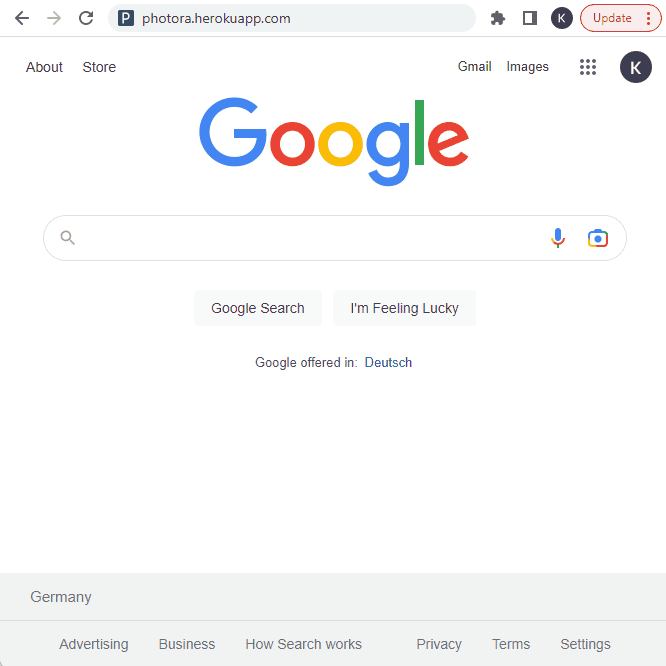 P photora.herokuapp.com K Update
About Store Gmail Images K
Google
Google Search I'm Feeling Lucky
Google offered in: Deutsch
Germany
Advertising Business How Search works Privacy Terms Settings